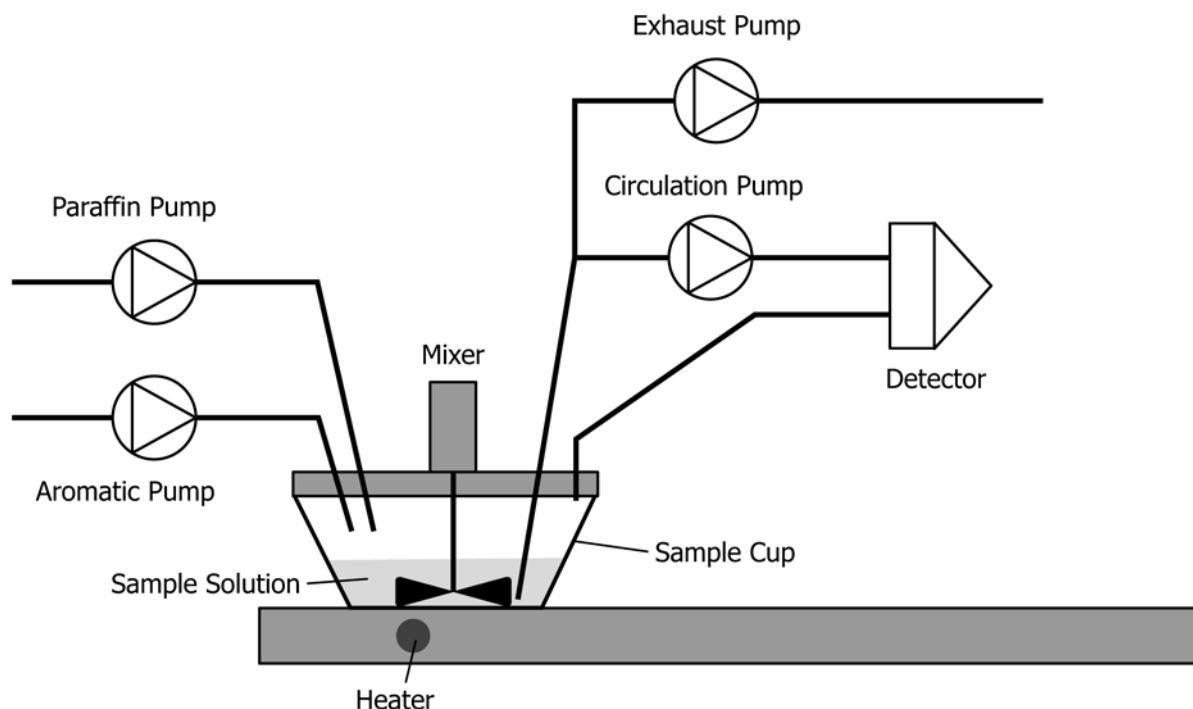 Exhaust Pump
Circulation Pump
Paraffin Pump
Mixer
Detector
Aromatic Pump
Sample Cup
Sample Solution
Heater